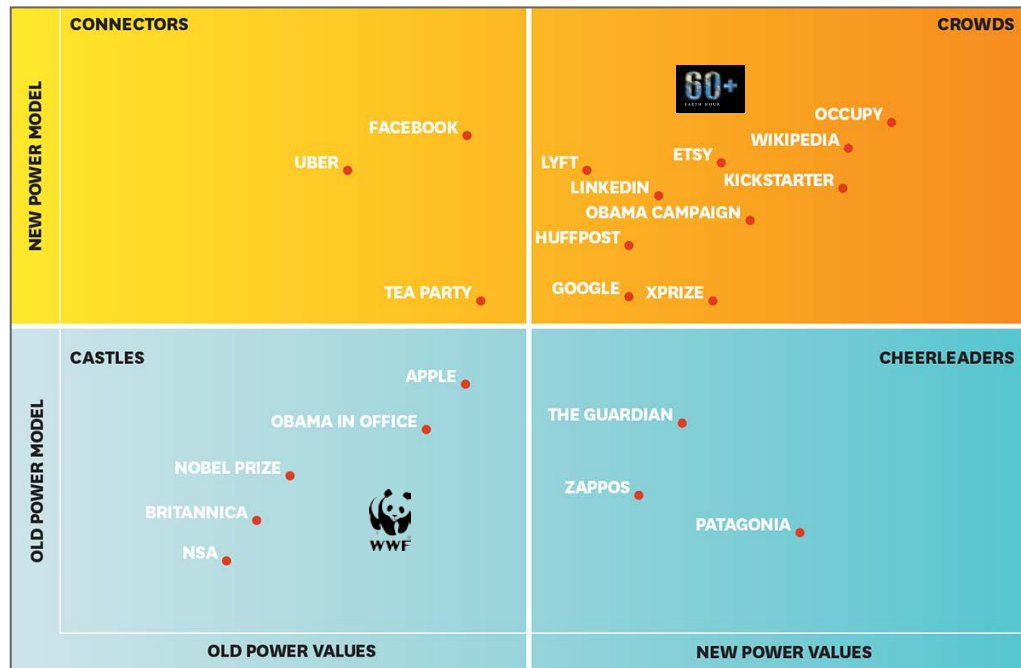 CONNECTORS
CROWDS
NEW POWER MODEL
60+
EARTH HOUR
OCCUPY
FACEBOOK
WIKIPEDIA
UBER
LYFT
ETSY
LINKEDIN
KICKSTARTER
OBAMA CAMPAIGN
HUFFPOST
TEA PARTY
GOOGLE
XPRIZE
CASTLES
CHEERLEADERS
OLD POWER MODEL
APPLE
OBAMA IN OFFICE
THE GUARDIAN
NOBEL PRIZE
ZAPPOS
BRITANNICA
PATAGONIA
WWF
NSA
OLD POWER VALUES
NEW POWER VALUES